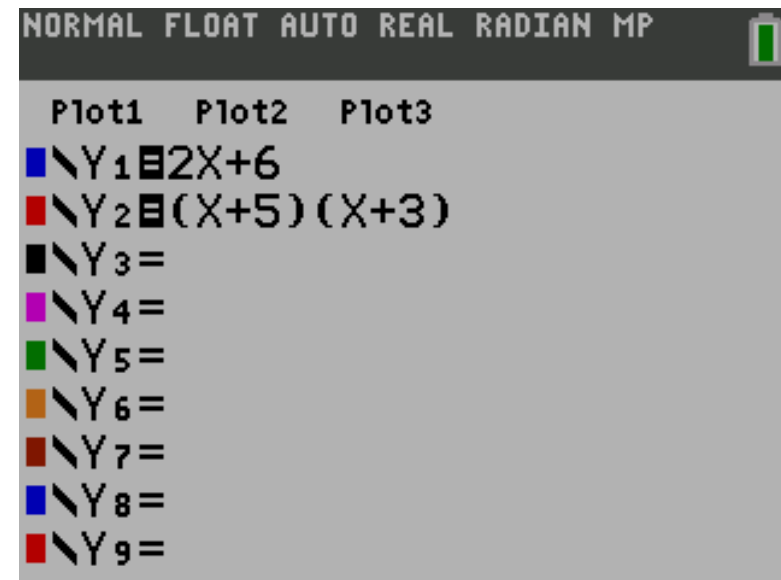 NORMAL FLOAT AUTO REAL RADIAN MP
Plot1 Plot2 Plot3
\Y1=2X+6
\Y2=(X+5)(X+3)
\Y3=
\Y4=
\Y5=
\Y6=
\Y7=
\Y8=
\Y9=